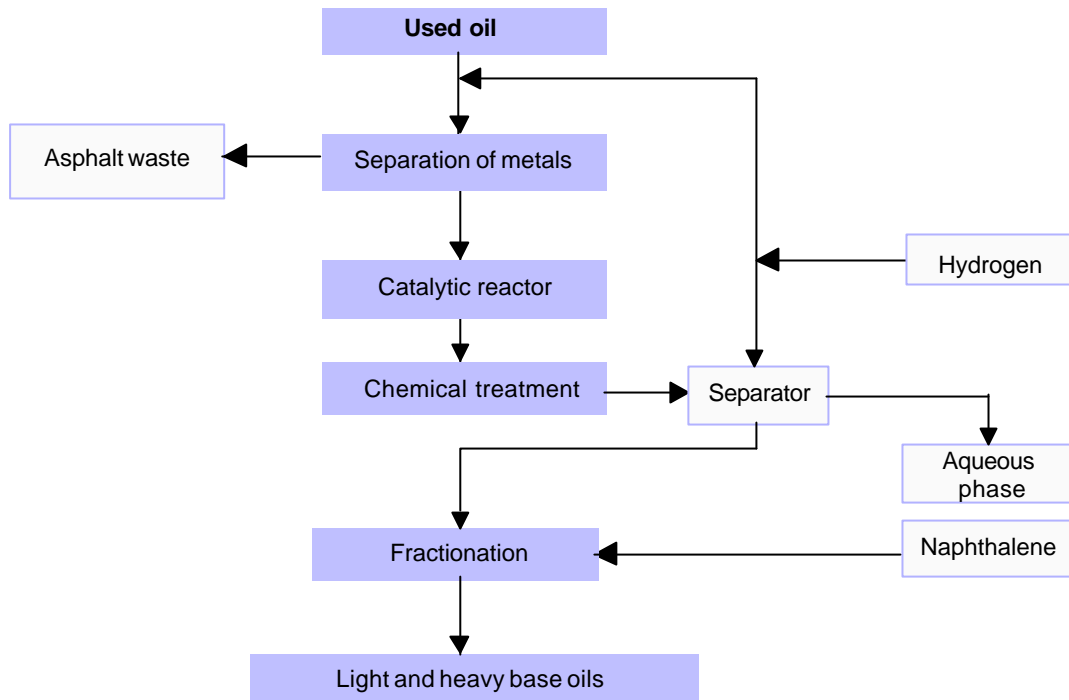 Used oil
Asphalt waste
Separation of metals
Hydrogen
Catalytic reactor
Chemical treatment
Separator
Aqueous
phase
Fractionation
Naphthalene
Light and heavy base oils